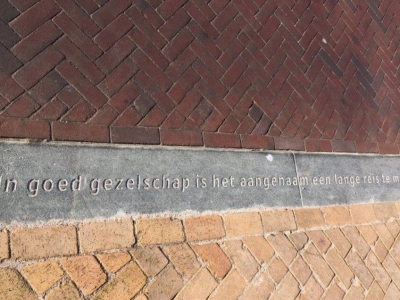 In goed gezelschap is het aangenaam een lange reis te m